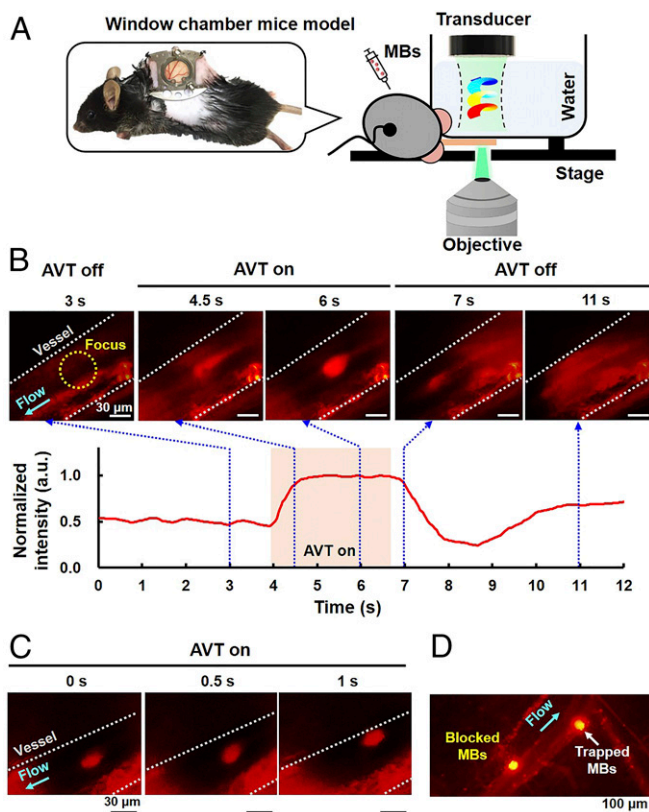 A
Window chamber mice model
MBs
Transducer
Water
Stage
Objective
B
AVT off
AVT on
AVT off
3 s
4.5 s
6 s
7 s
11 s
Vessel
Focus
Flow
30 µm
Normalized
intensity (a.u.)
1.0
0.5
0.0
AVT on
0 1 2 3 4 5 6 7 8 9 10 11 12
Time (s)
C
AVT on
0 s
0.5 s
1 s
Vessel
Flow
30 µm
D
Flow
Blocked
MBs
Trapped
MBs
100 µm